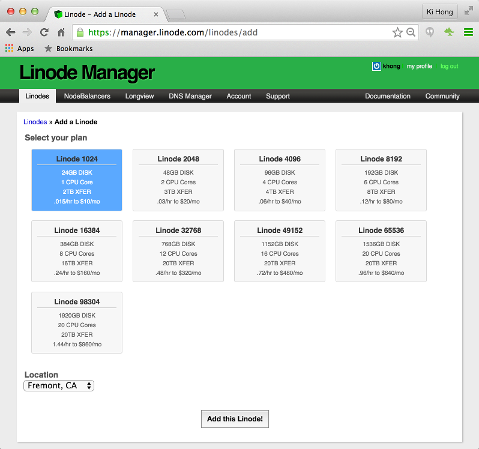 Linode - Add a Linode
Ki Hong
https://manager.linode.com/linodes/add
Apps Bookmarks
Linode Manager
khong my profile log out
Linodes NodeBalancers Longview DNS Manager Account Support Documentation Community
Linodes » Add a Linode
Select your plan
Linode 1024 Linode 2048 Linode 4096 Linode 8192
24GB DISK 48GB DISK 96GB DISK 192GB DISK
1 CPU Core 2 CPU Cores 4 CPU Cores 6 CPU Cores
2TB XFER 3TB XFER 4TB XFER 8TB XFER
.015/hr to $10/mo .03/hr to $20/mo .06/hr to $40/mo .12/hr to $80/mo
Linode 16384 Linode 32768 Linode 49152 Linode 65536
384GB DISK 768GB DISK 1152GB DISK 1536GB DISK
8 CPU Cores 12 CPU Cores 16 CPU Cores 20 CPU Cores
16TB XFER 20TB XFER 20TB XFER 20TB XFER
.24/hr to $160/mo .48/hr to $320/mo .72/hr to $480/mo .96/hr to $640/mo
Linode 98304
1920GB DISK
20 CPU Cores
20TB XFER
1.44/hr to $960/mo
Location
Fremont, CA
Add this Linode!